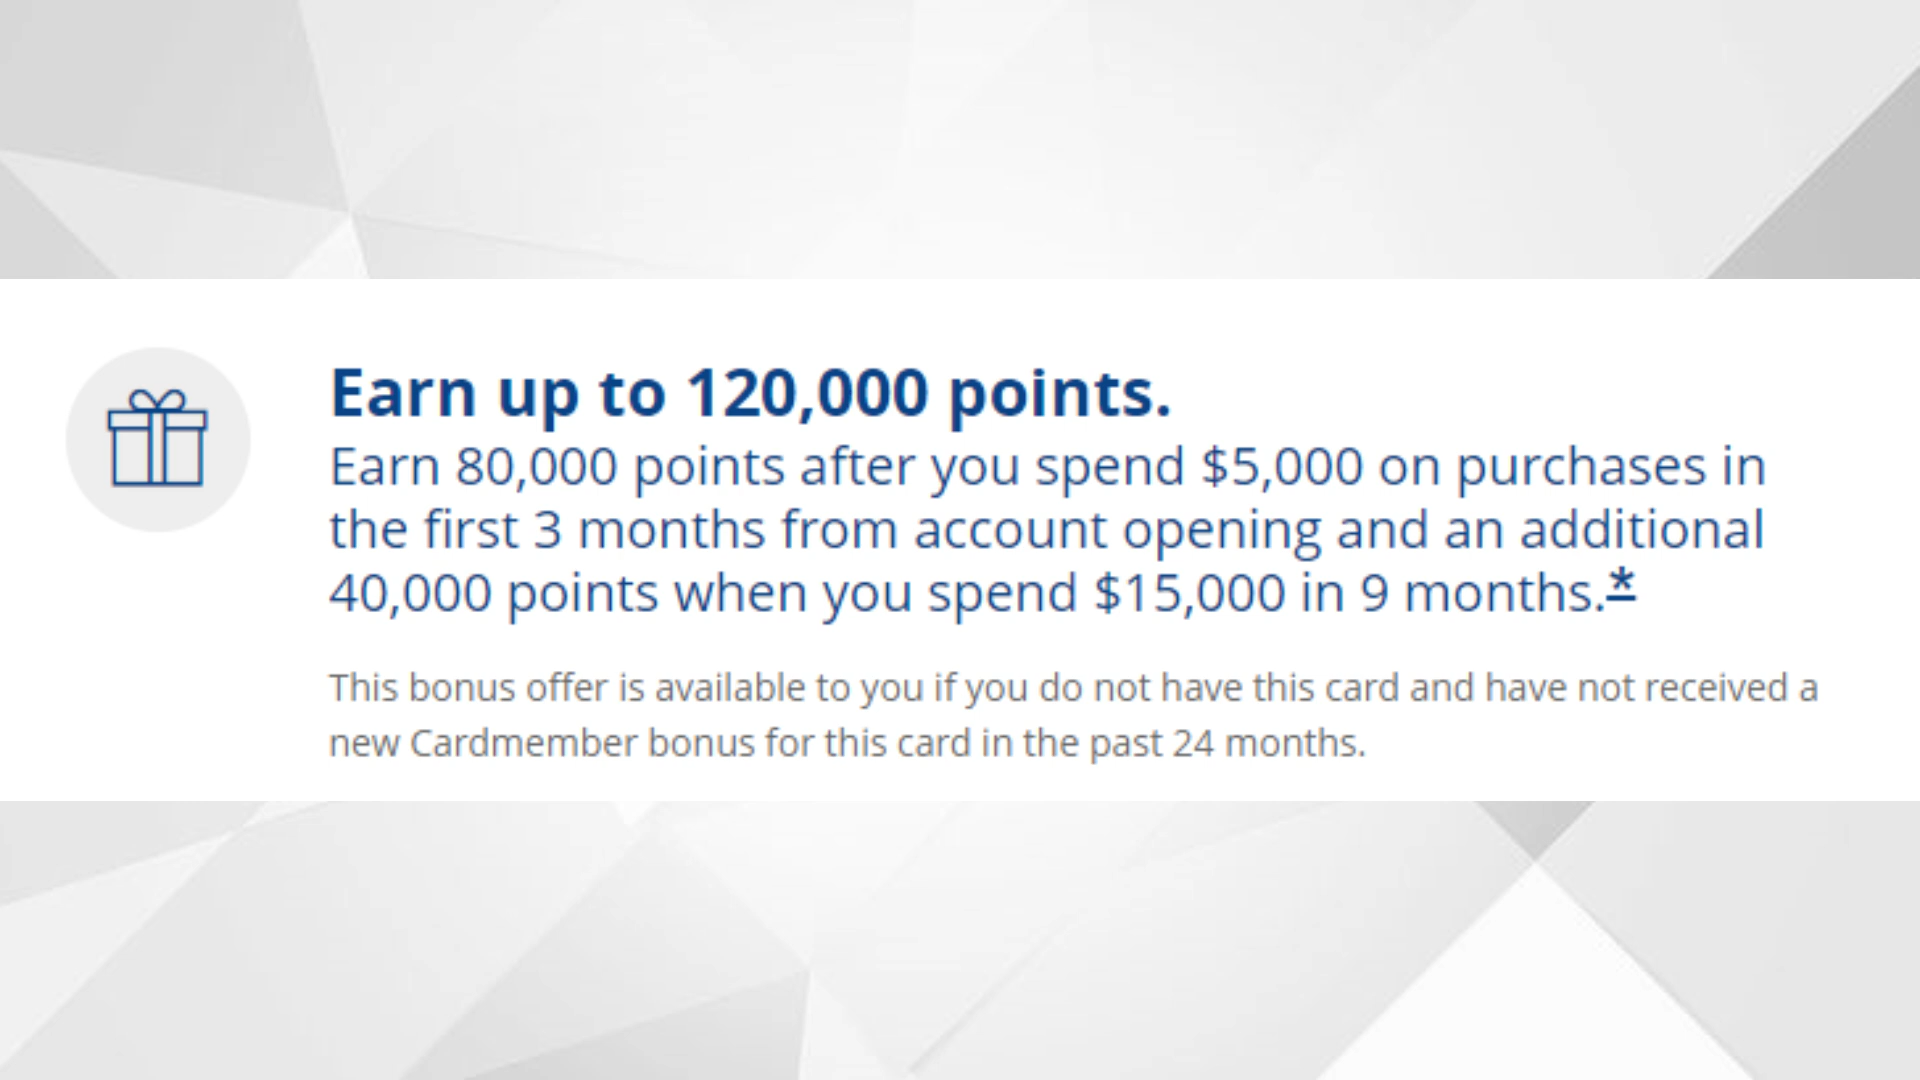 Earn up to 120,000 points.
Earn 80,000 points after you spend $5,000 on purchases in
the first 3 months from account opening and an additional
40,000 points when you spend $15,000 in 9 months.*
This bonus offer is available to you if you do not have this card and have not received a
new Cardmember bonus for this card in the past 24 months.